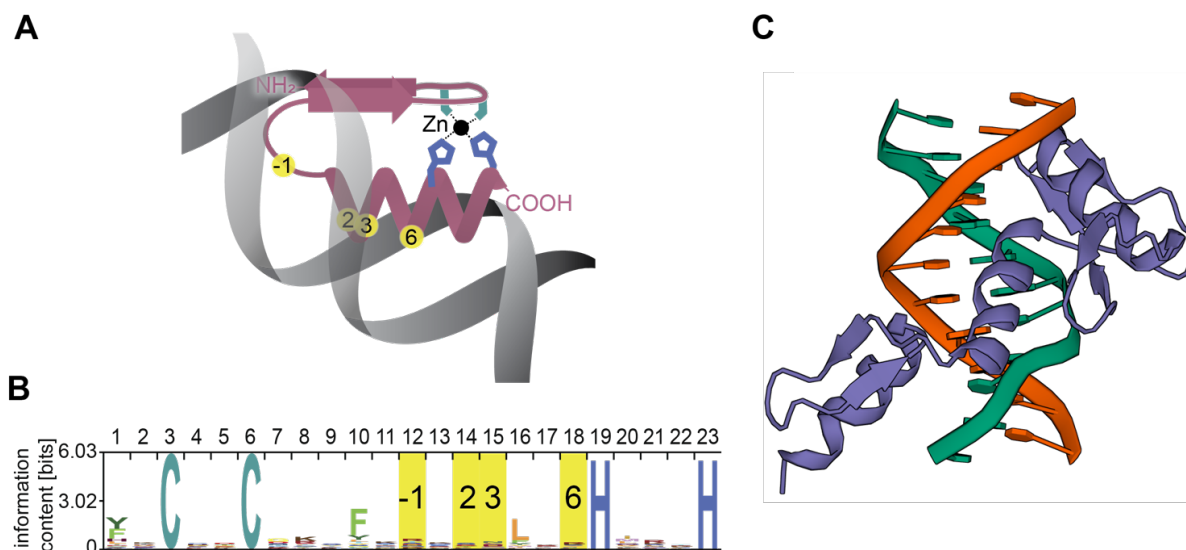 A
C
NH₂
Zn
-1
2
3
6
COOH
B
1 2 3 4 5 6 7 8 9 10 11 12 13 14 15 16 17 18 19 20 21 22 23
information
content [bits]
6.03
3.02
0
Y
F
C
C
F
-1
2
3
L
6
H
H